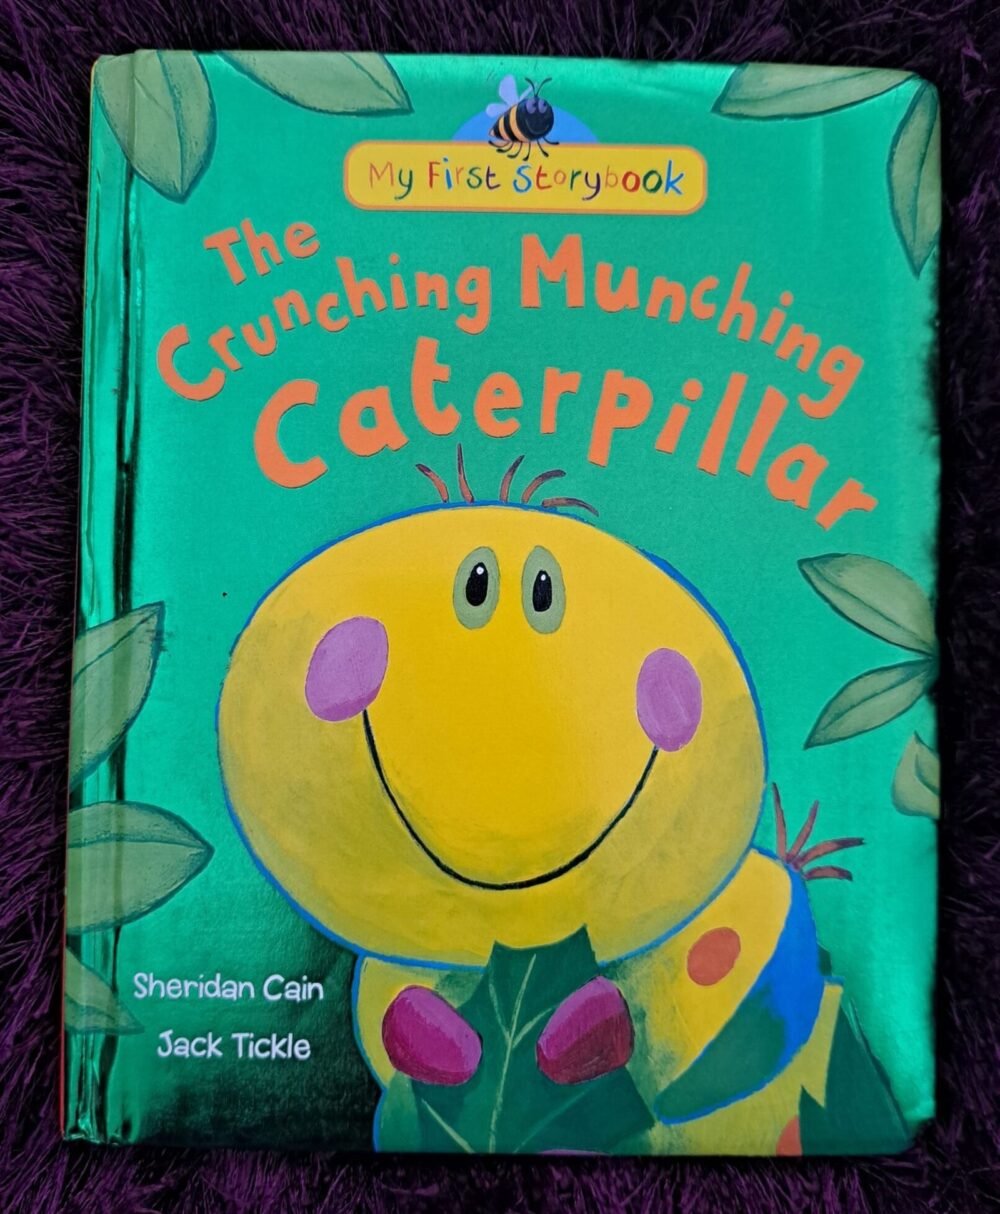 My First Storybook
The
Crunching Munching
Caterpillar
Sheridan Cain
Jack Tickle